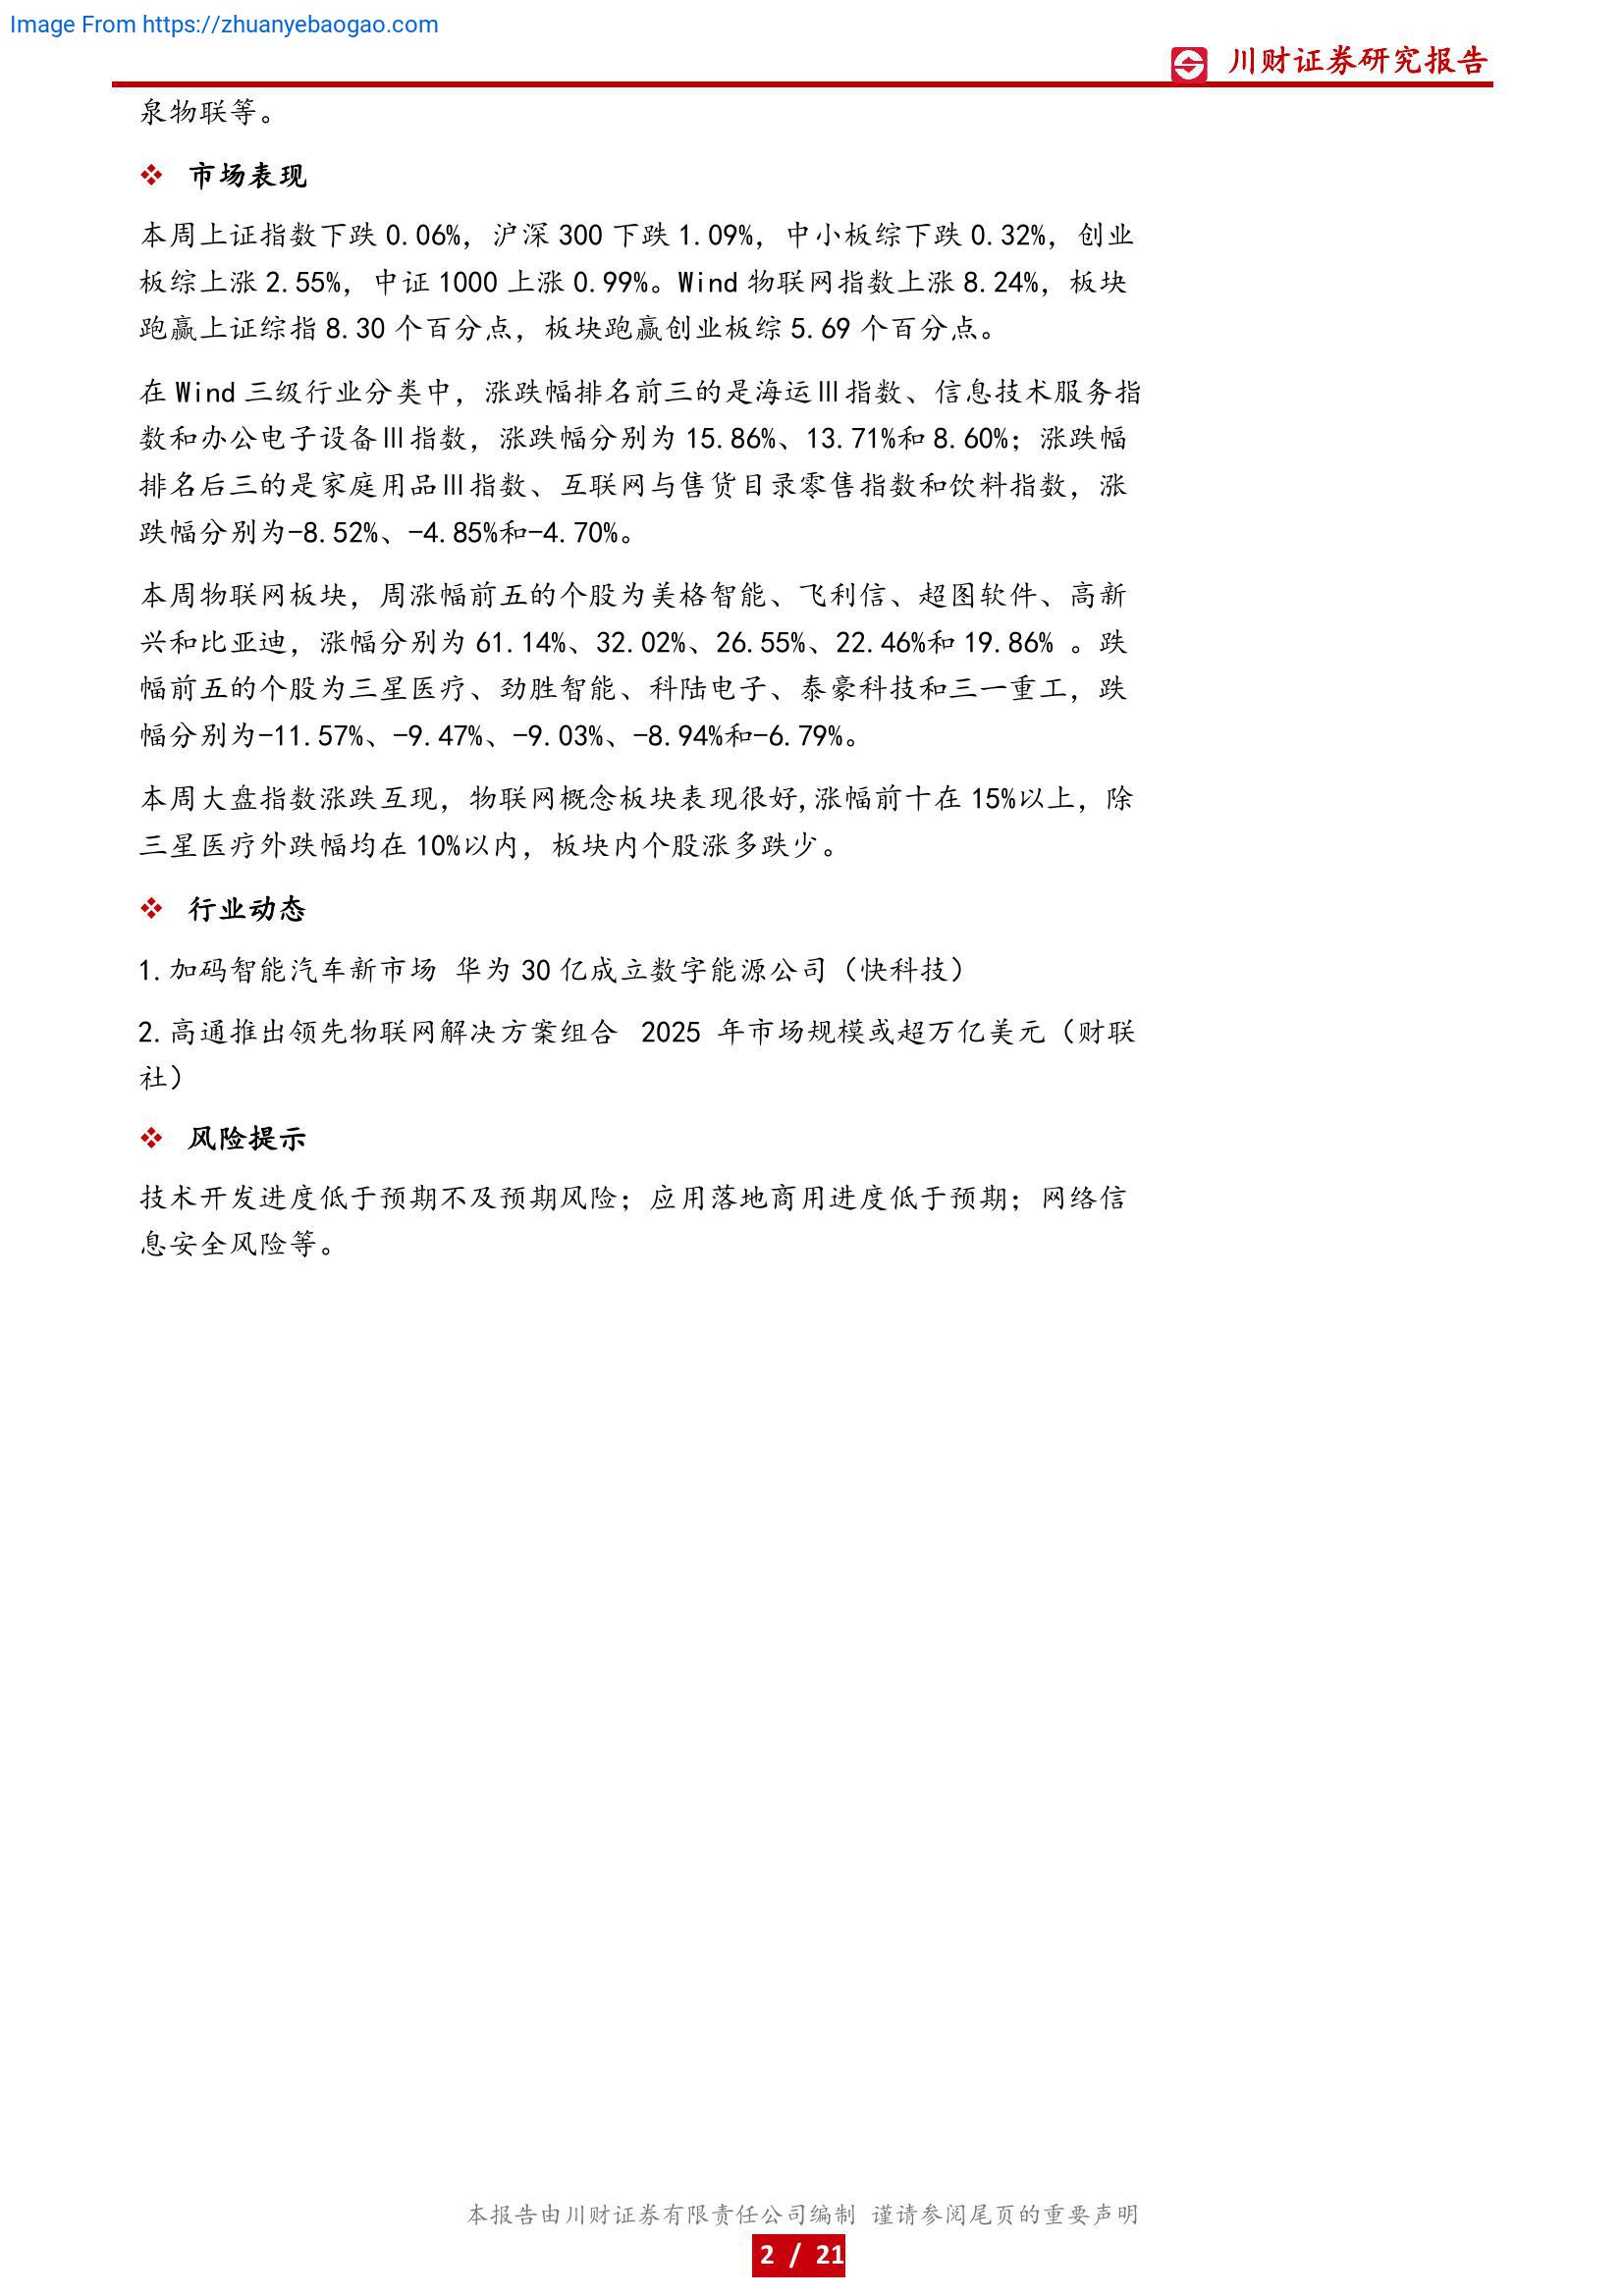 Image From https://zhuanyebaogao.com
川财证券研究报告
泉物联等。
❖ 市场表现
本周上证指数下跌 0.06%，沪深 300 下跌 1.09%，中小板综下跌 0.32%，创业
板综上涨 2.55%，中证 1000 上涨 0.99%。Wind 物联网指数上涨 8.24%，板块
跑赢上证综指 8.30 个百分点，板块跑赢创业板综 5.69 个百分点。
在 Wind 三级行业分类中，涨跌幅排名前三的是海运Ⅲ指数、信息技术服务指
数和办公电子设备Ⅲ指数，涨跌幅分别为 15.86%、13.71%和 8.60%；涨跌幅
排名后三的是家庭用品Ⅲ指数、互联网与售货目录零售指数和饮料指数，涨
跌幅分别为-8.52%、-4.85%和-4.70%。
本周物联网板块，周涨幅前五的个股为美格智能、飞利信、超图软件、高新
兴和比亚迪，涨幅分别为 61.14%、32.02%、26.55%、22.46%和 19.86% 。跌
幅前五的个股为三星医疗、劲胜智能、科陆电子、泰豪科技和三一重工，跌
幅分别为-11.57%、-9.47%、-9.03%、-8.94%和-6.79%。
本周大盘指数涨跌互现，物联网概念板块表现很好,涨幅前十在 15%以上，除
三星医疗外跌幅均在 10%以内，板块内个股涨多跌少。
❖ 行业动态
1.加码智能汽车新市场 华为 30 亿成立数字能源公司（快科技）
2.高通推出领先物联网解决方案组合 2025 年市场规模或超万亿美元（财联
社）
❖ 风险提示
技术开发进度低于预期不及预期风险；应用落地商用进度低于预期；网络信
息安全风险等。
本报告由川财证券有限责任公司编制 谨请参阅尾页的重要声明
2 / 21